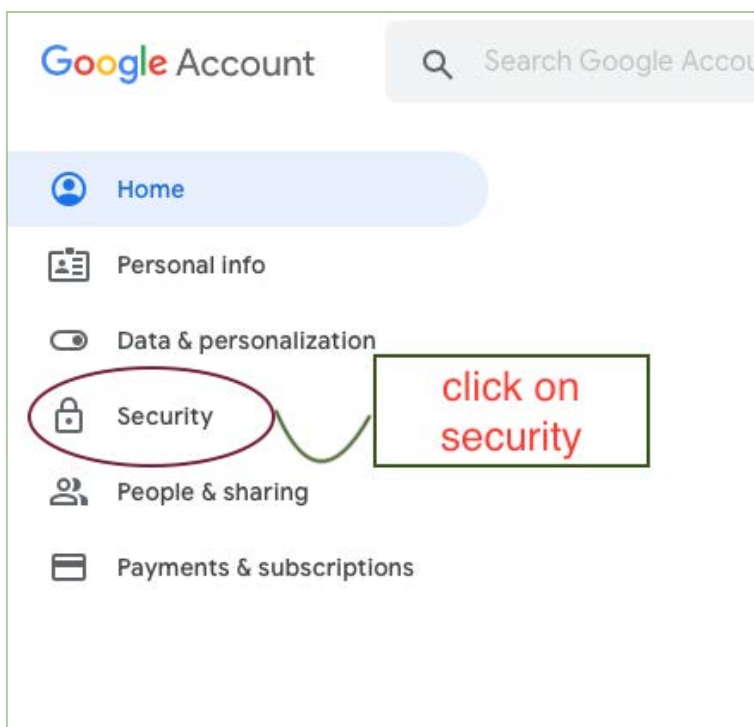 Google Account
Search Google Accou
Home
Personal info
Data & personalization
click on
security
Security
People & sharing
Payments & subscriptions